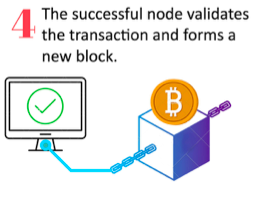 4 The successful node validates
the transaction and forms a
new block.
₿